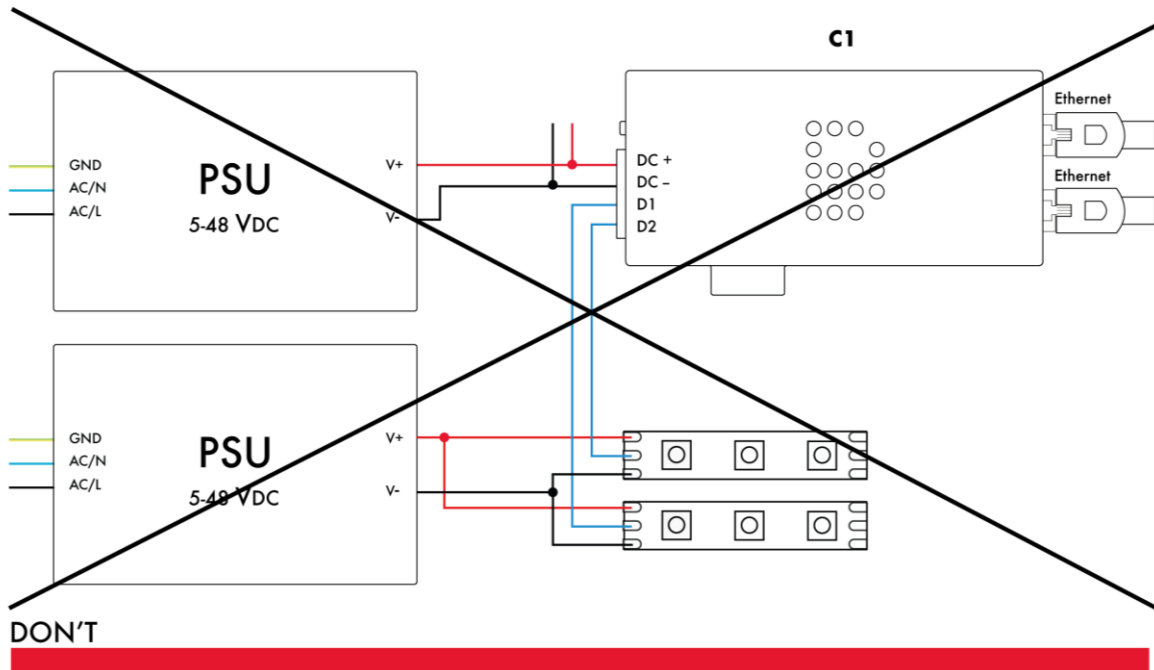 C1
Ethernet
Ethernet
GND
AC/N
AC/L
PSU
5-48 VDC
V+
V-
DC +
DC –
D1
D2
GND
AC/N
AC/L
PSU
5-48 VDC
V+
V-
DON'T